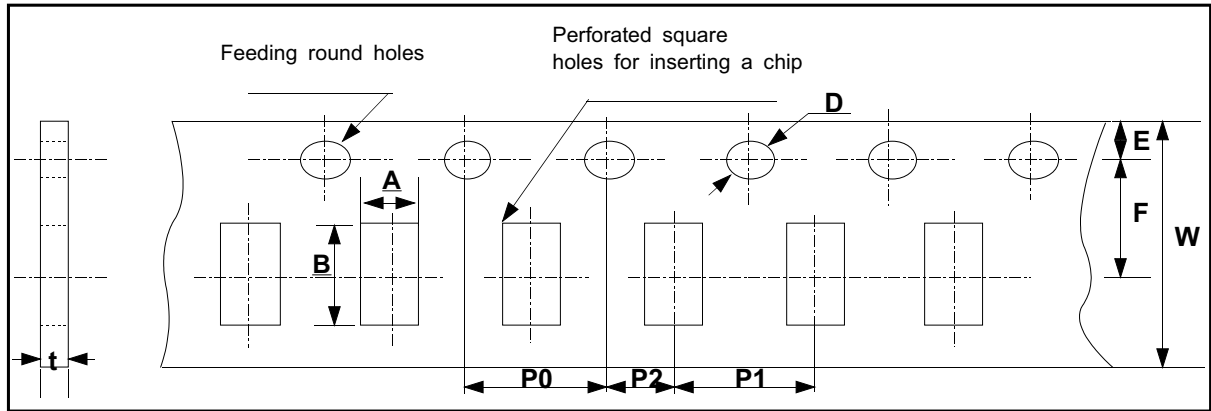 Feeding round holes
Perforated square
holes for inserting a chip
D
E
A
F
W
B
t
P0
P2
P1